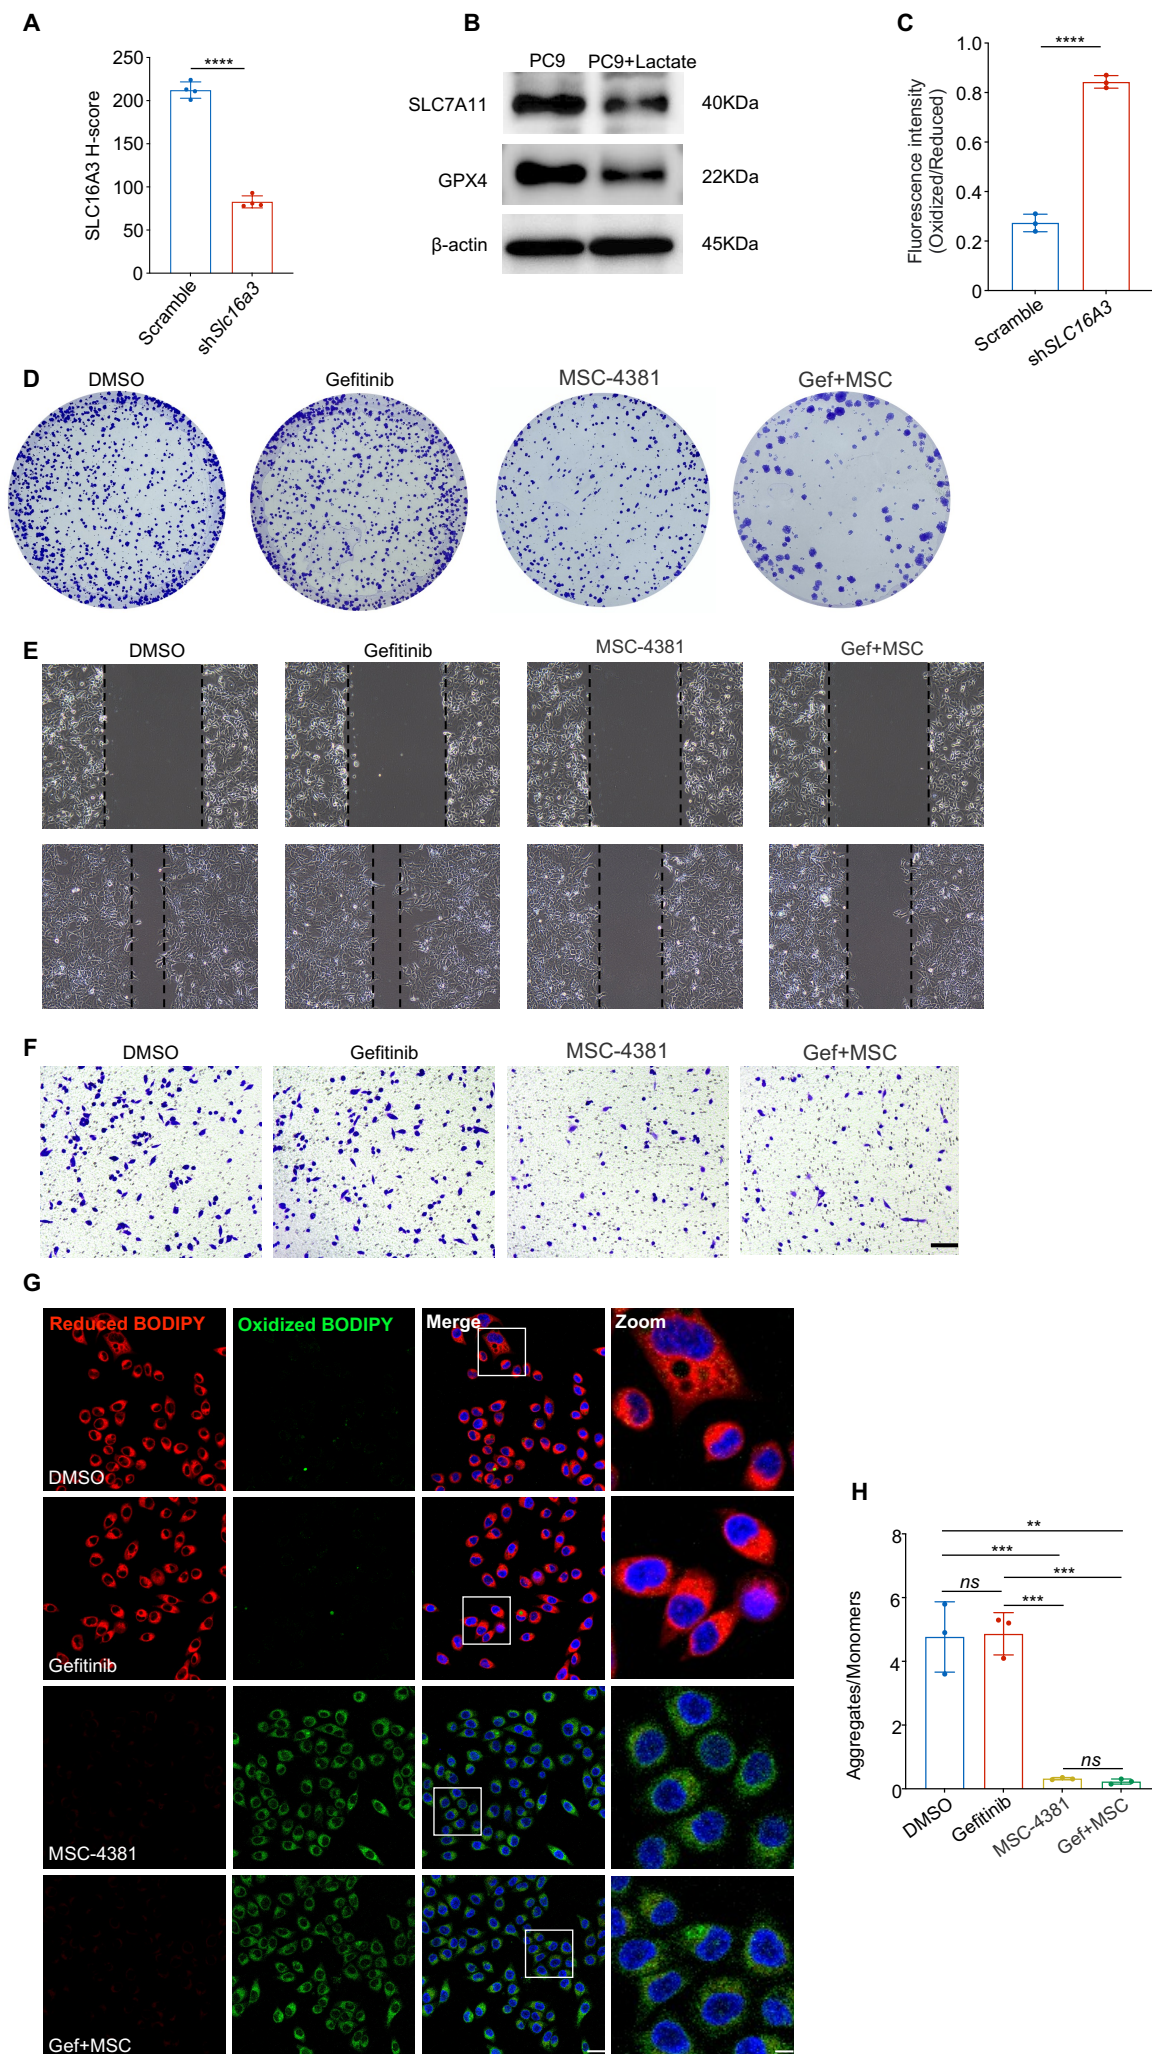 A
SLC16A3 H-score
250
200
150
100
50
0
****
Scramble
shSlc16a3
B
PC9 PC9+Lactate
SLC7A11 40KDa
GPX4 22KDa
β-actin 45KDa
C
Fluorescence intensity
(Oxidized/Reduced)
1.0
0.8
0.6
0.4
0.2
0
****
Scramble
shSLC16A3
D
DMSO Gefitinib MSC-4381 Gef+MSC
E
DMSO Gefitinib MSC-4381 Gef+MSC
F
DMSO Gefitinib MSC-4381 Gef+MSC
G
Reduced BODIPY Oxidized BODIPY Merge Zoom
DMSO
Gefitinib
MSC-4381
Gef+MSC
H
Aggregates/Monomers
8
6
4
2
0
**
***
***
ns
***
ns
DMSO
Gefitinib
MSC-4381
Gef+MSC